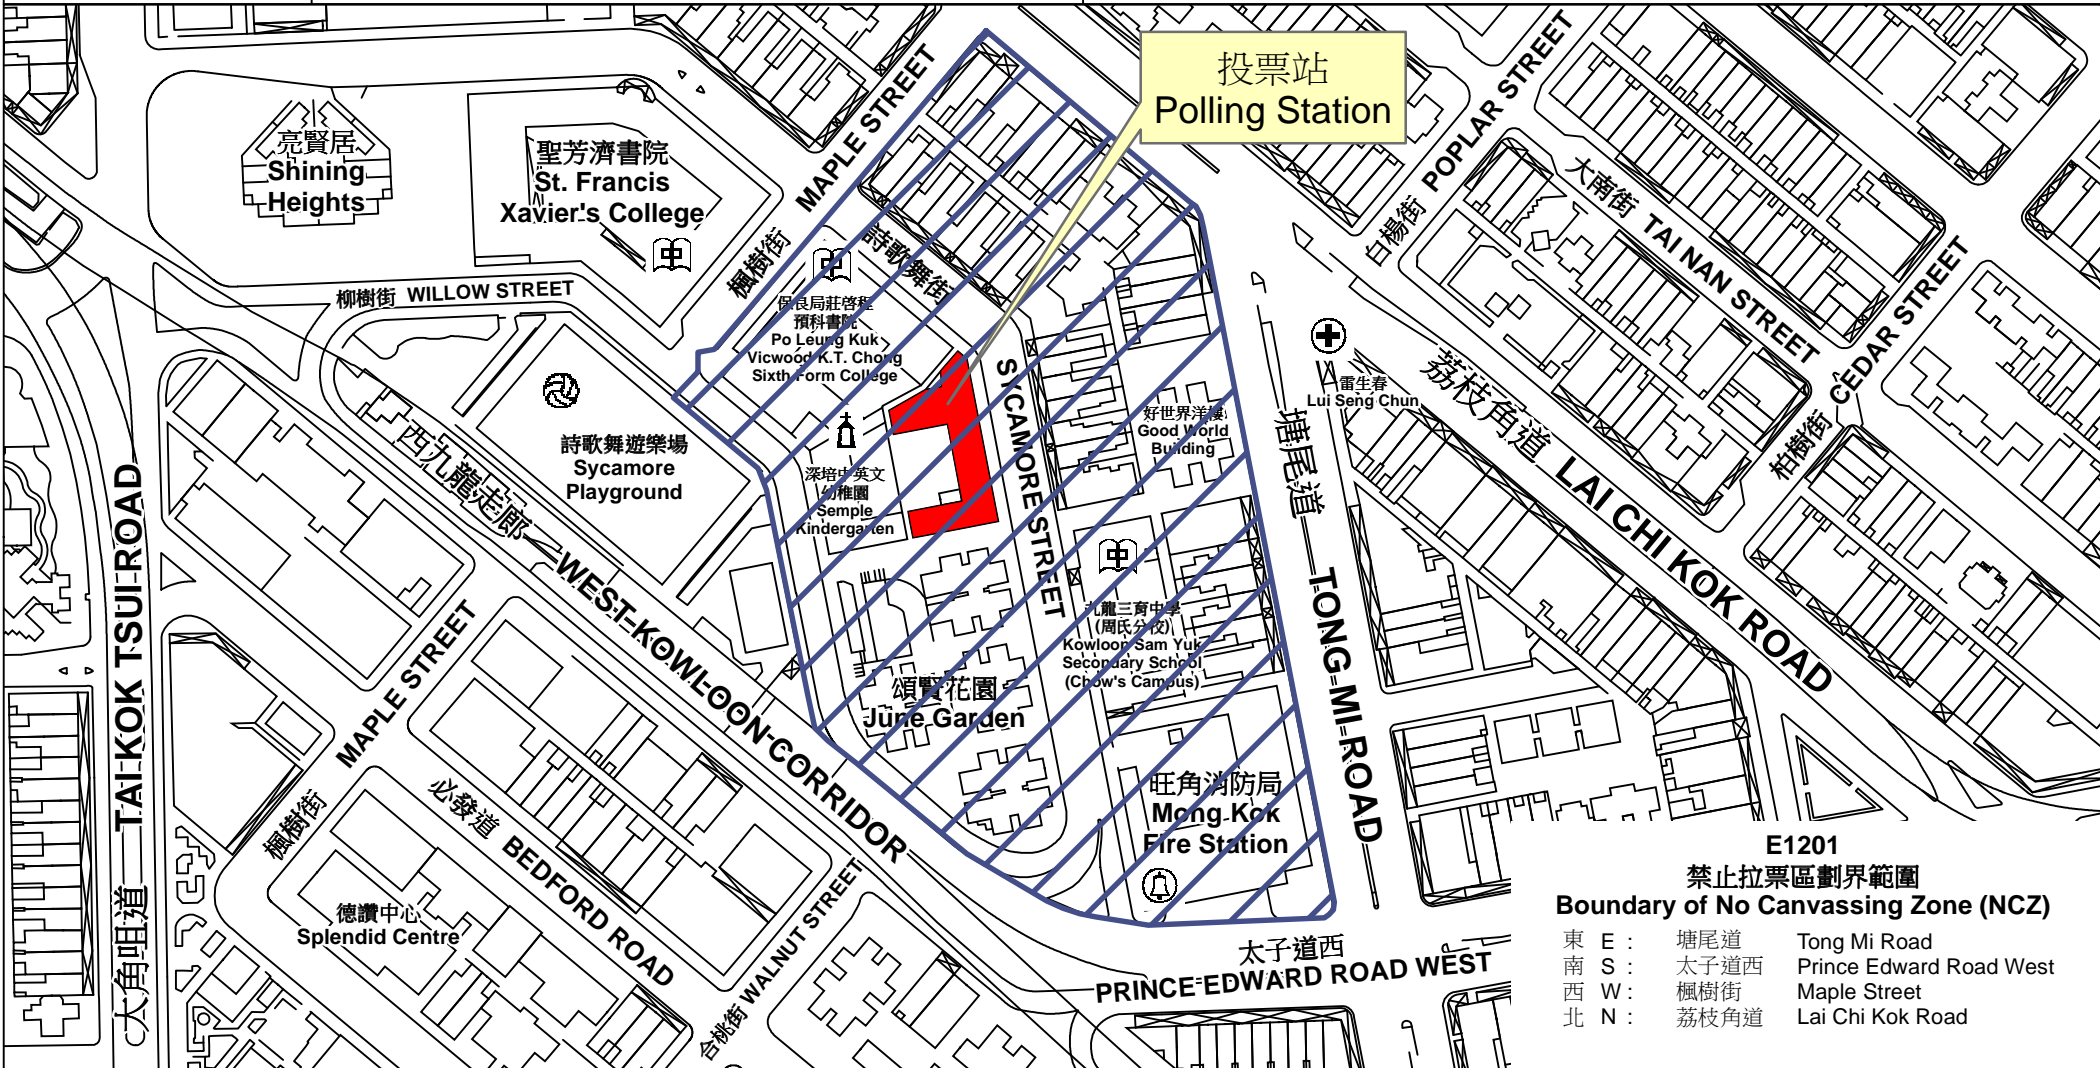 投票站
Polling Station
亮賢居
Shining
Heights
聖芳濟書院
St. Francis
Xavier's College
MAPLE STREET
楓樹街
詩歌舞街
白楊街 POPLAR STREET
大南街 TAI NAN STREET
柏樹街 CEDAR STREET
柳樹街 WILLOW STREET
保良局莊啓程
預科書院
Po Leung Kuk
Vicwood K.T. Chong
Sixth Form College
SYCAMORE STREET
雷生春
Lui Seng Chun
荔枝角道 LAI CHI KOK ROAD
好世界洋樓
Good World
Building
塘尾道 TONG MI ROAD
詩歌舞遊樂場
Sycamore
Playground
深培中英文
幼稚園
Semple
Kindergarten
西九龍走廊 WEST KOWLOON CORRIDOR
大角咀道 TAI KOK TSUI ROAD
九龍三育中學
(周氏分校)
Kowloon Sam Yuk
Secondary School
(Chow's Campus)
頌賢花園
June Garden
旺角消防局
Mong Kok
Fire Station
楓樹街 MAPLE STREET
必發道 BEDFORD ROAD
德讚中心
Splendid Centre
合桃街 WALNUT STREET
太子道西
PRINCE EDWARD ROAD WEST
E1201
禁止拉票區劃界範圍
Boundary of No Canvassing Zone (NCZ)
東 E : 塘尾道 Tong Mi Road
南 S : 太子道西 Prince Edward Road West
西 W : 楓樹街 Maple Street
北 N : 荔枝角道 Lai Chi Kok Road
中
中
中